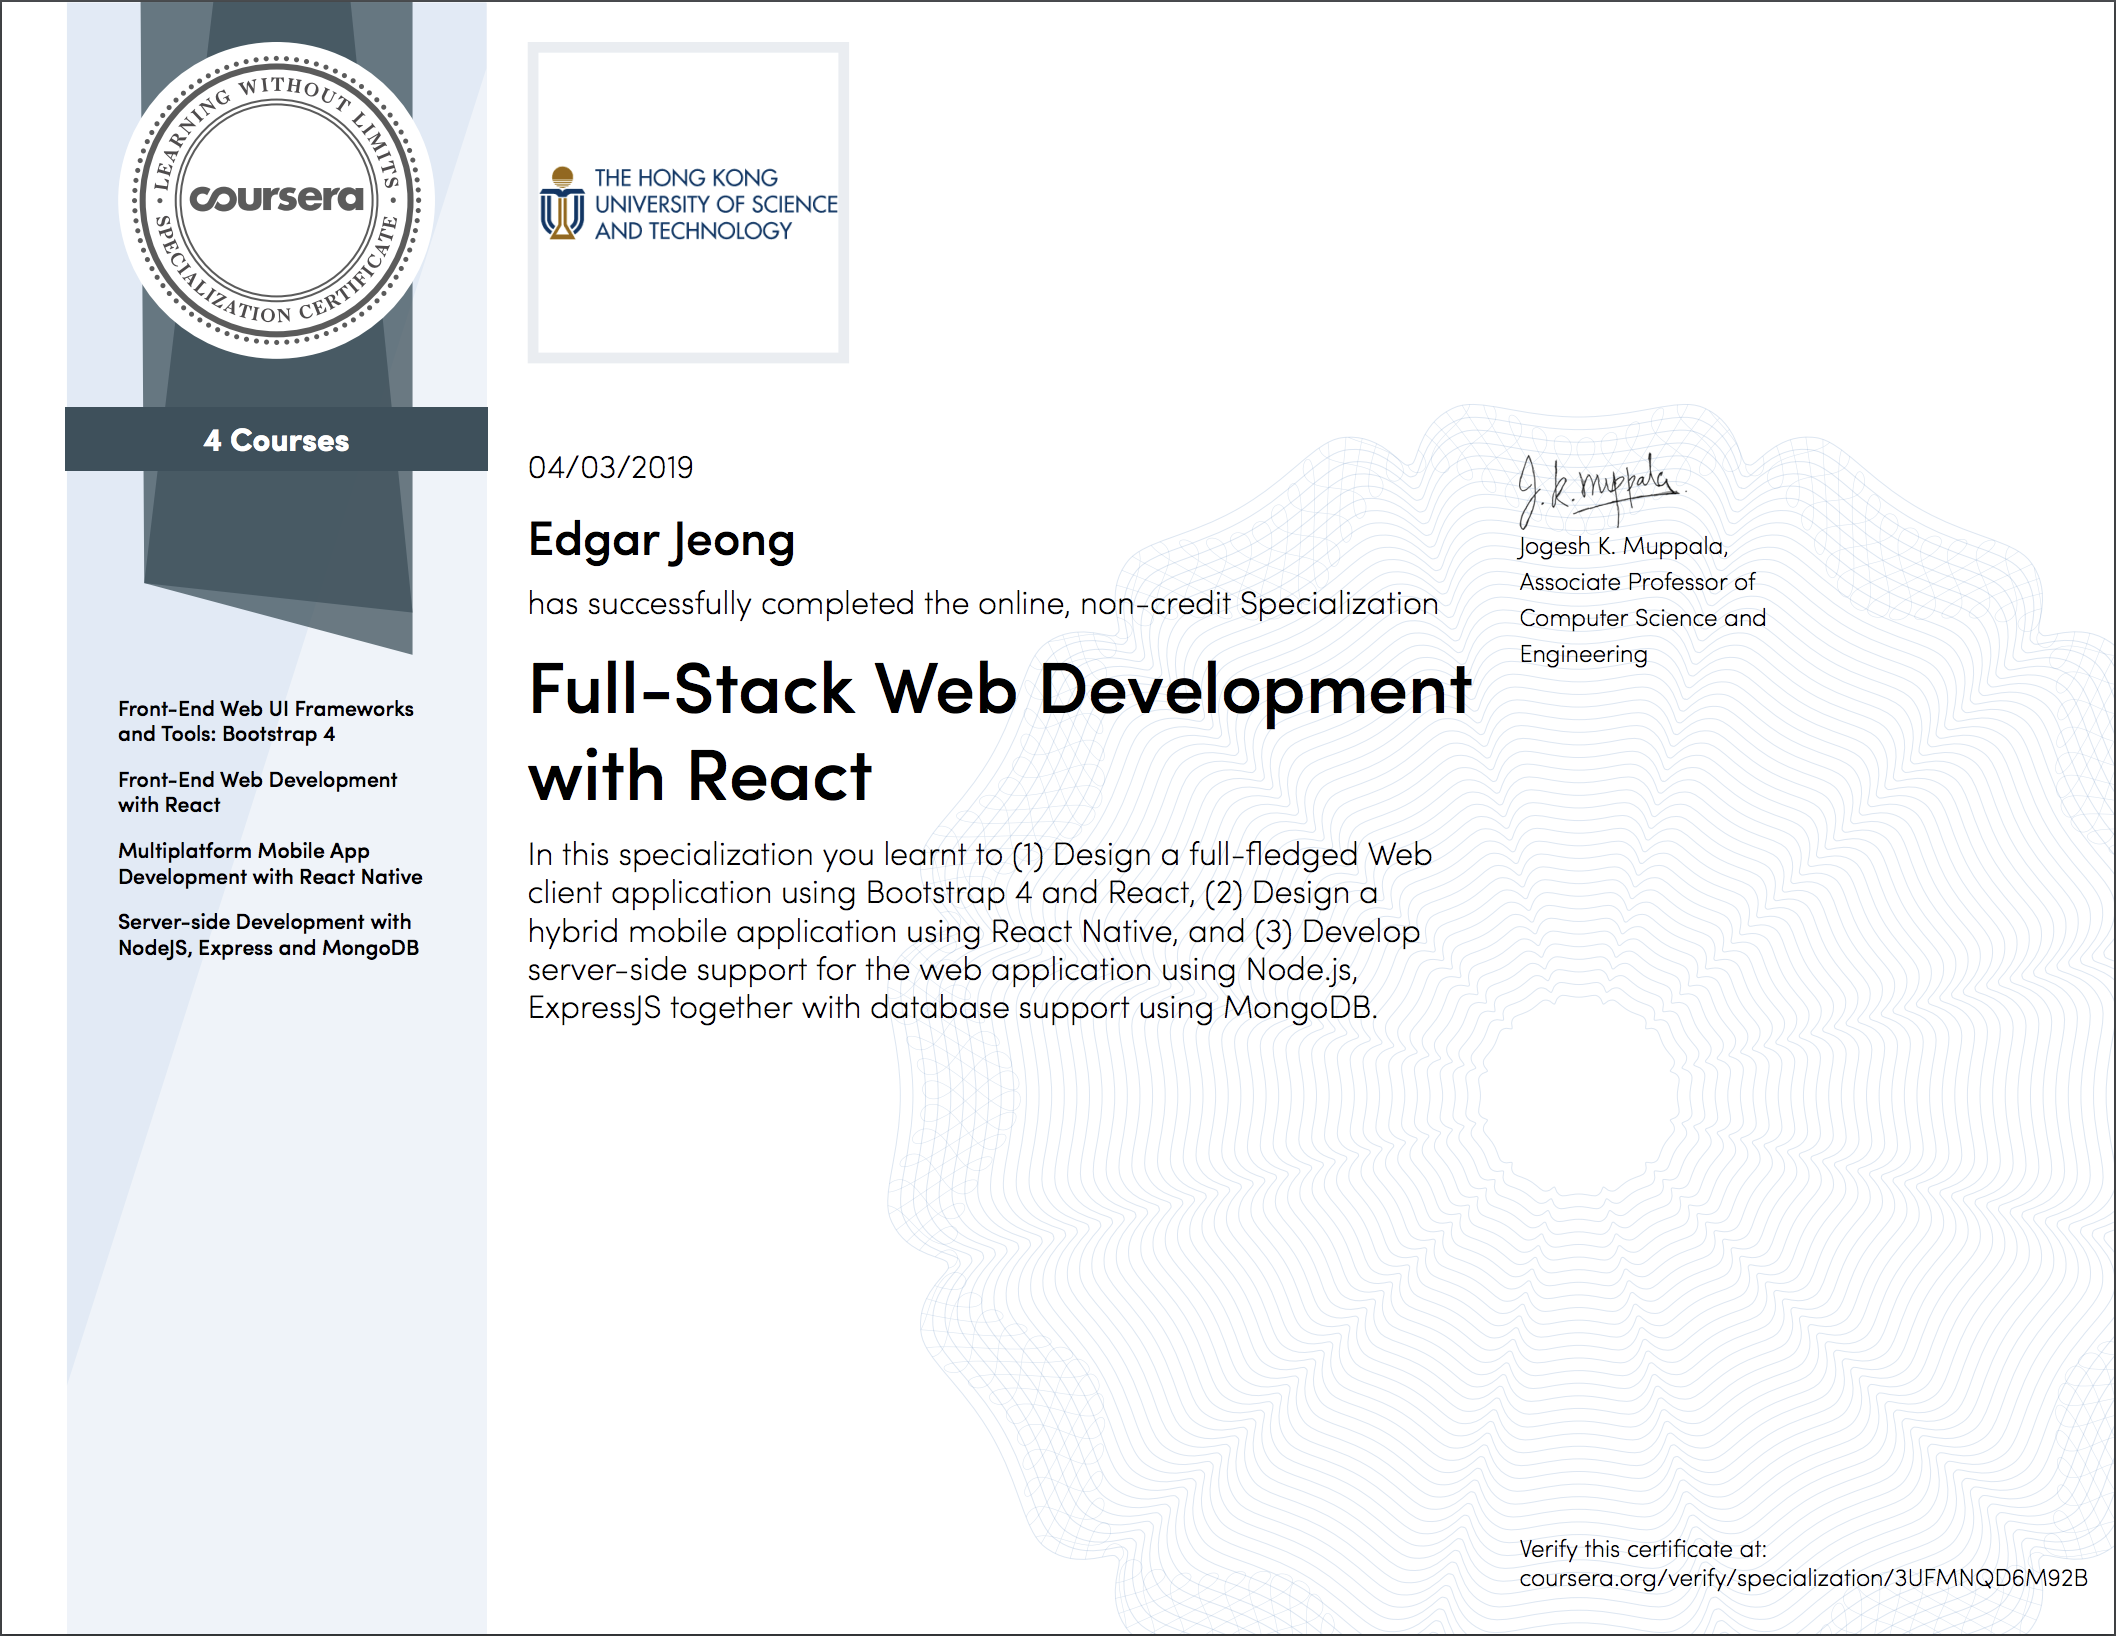 LEARNING WITHOUT LIMITS
coursera
SPECIALIZATION CERTIFICATE
4 Courses
Front-End Web UI Frameworks
and Tools: Bootstrap 4
Front-End Web Development
with React
Multiplatform Mobile App
Development with React Native
Server-side Development with
NodeJS, Express and MongoDB
THE HONG KONG
UNIVERSITY OF SCIENCE
AND TECHNOLOGY
04/03/2019
Edgar Jeong
has successfully completed the online, non-credit Specialization
Full-Stack Web Development
with React
In this specialization you learnt to (1) Design a full-fledged Web
client application using Bootstrap 4 and React, (2) Design a
hybrid mobile application using React Native, and (3) Develop
server-side support for the web application using Node.js,
ExpressJS together with database support using MongoDB.
J. K. Muppala
Jogesh K. Muppala,
Associate Professor of
Computer Science and
Engineering
Verify this certificate at:
coursera.org/verify/specialization/3UFMNQD6M92B